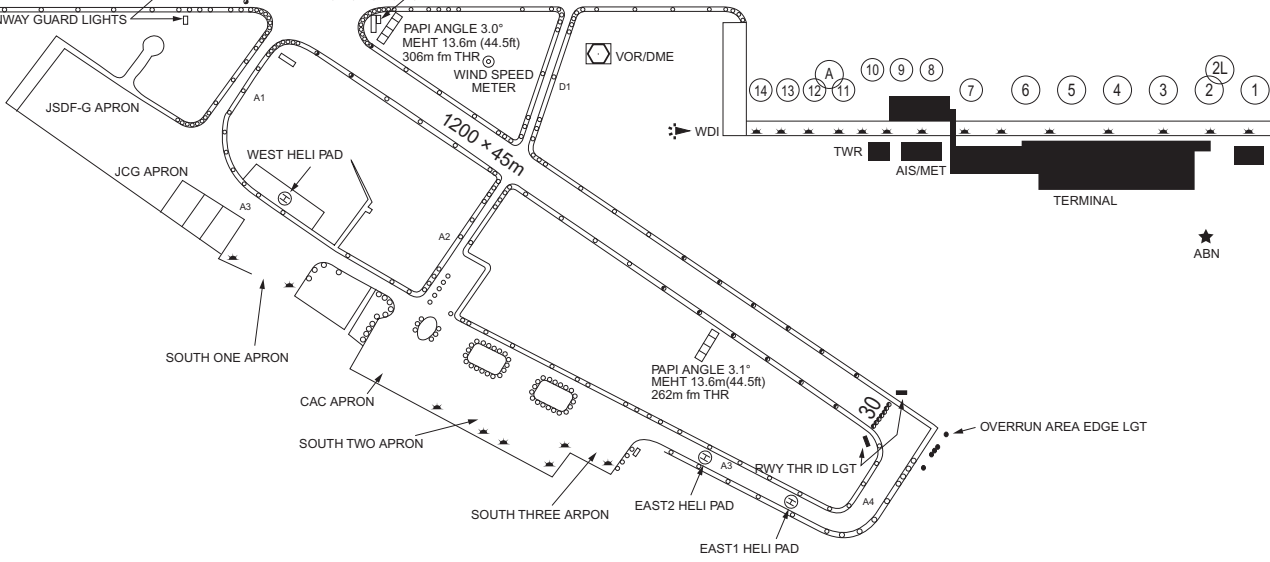 NWAY GUARD LIGHTS
PAPI ANGLE 3.0°
MEHT 13.6m (44.5ft)
306m fm THR
WIND SPEED
METER
VOR/DME
D1
A1
JSDF-G APRON
1200 × 45m
WDI
14
13
12
A
11
10
9
8
7
6
5
4
3
2L
2
1
TWR
AIS/MET
TERMINAL
ABN
WEST HELI PAD
H
JCG APRON
A3
A2
SOUTH ONE APRON
CAC APRON
SOUTH TWO APRON
SOUTH THREE ARPON
PAPI ANGLE 3.1°
MEHT 13.6m(44.5ft)
262m fm THR
30
OVERRUN AREA EDGE LGT
RWY THR ID LGT
H
A3
H
A4
EAST2 HELI PAD
EAST1 HELI PAD